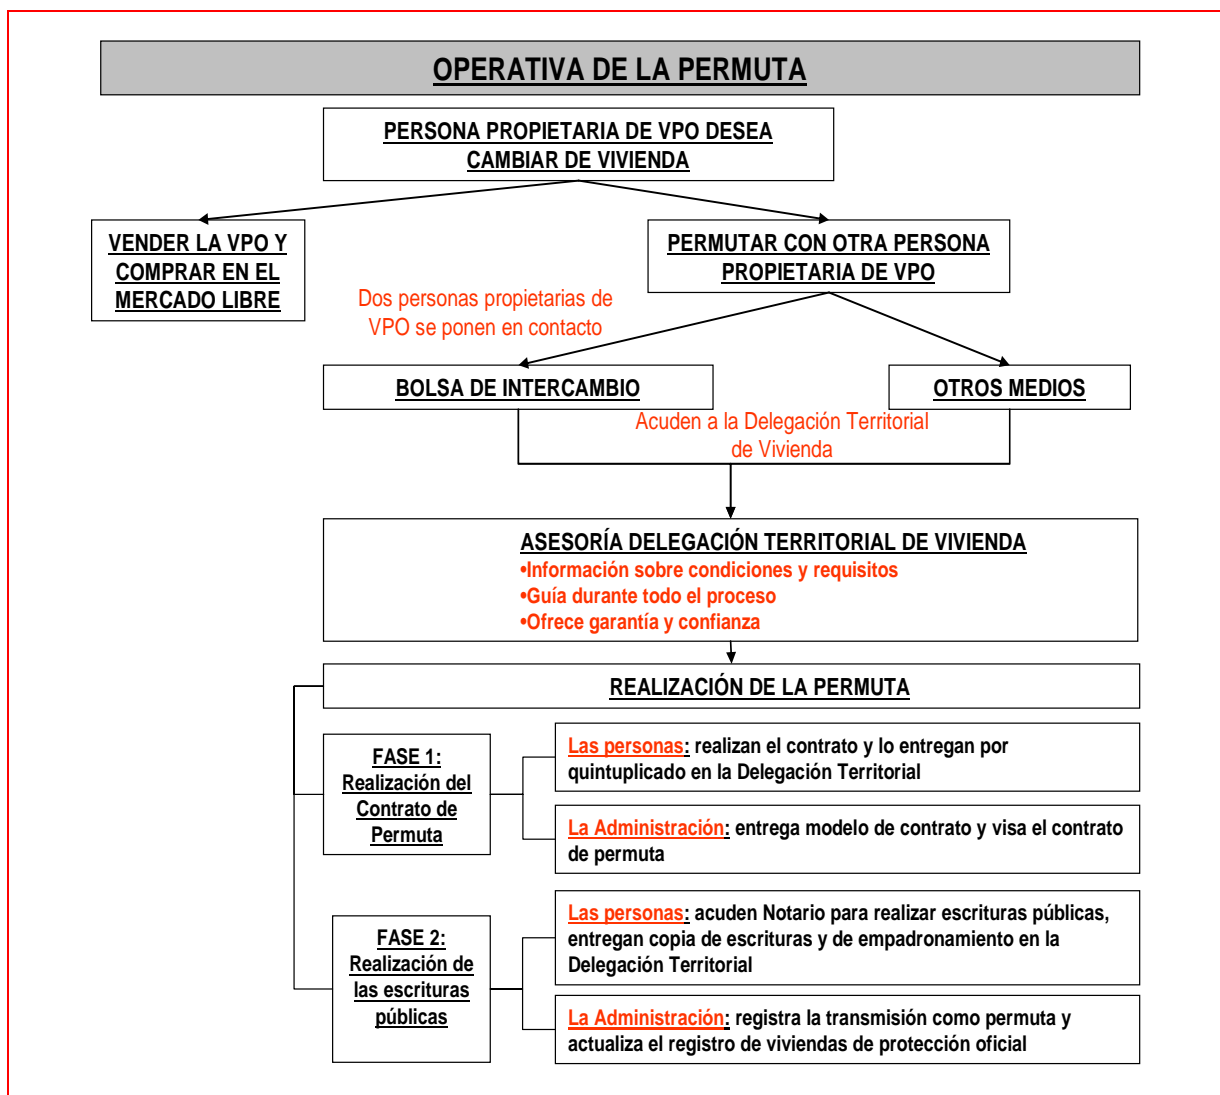 OPERATIVA DE LA PERMUTA
PERSONA PROPIETARIA DE VPO DESEA
CAMBIAR DE VIVIENDA
VENDER LA VPO Y
COMPRAR EN EL
MERCADO LIBRE
PERMUTAR CON OTRA PERSONA
PROPIETARIA DE VPO
Dos personas propietarias de
VPO se ponen en contacto
BOLSA DE INTERCAMBIO
OTROS MEDIOS
Acuden a la Delegación Territorial
de Vivienda
ASESORÍA DELEGACIÓN TERRITORIAL DE VIVIENDA
•Información sobre condiciones y requisitos
•Guía durante todo el proceso
•Ofrece garantía y confianza
REALIZACIÓN DE LA PERMUTA
FASE 1:
Realización del
Contrato de
Permuta
Las personas: realizan el contrato y lo entregan por
quintuplicado en la Delegación Territorial
La Administración: entrega modelo de contrato y visa el contrato
de permuta
FASE 2:
Realización de
las escrituras
públicas
Las personas: acuden Notario para realizar escrituras públicas,
entregan copia de escrituras y de empadronamiento en la
Delegación Territorial
La Administración: registra la transmisión como permuta y
actualiza el registro de viviendas de protección oficial